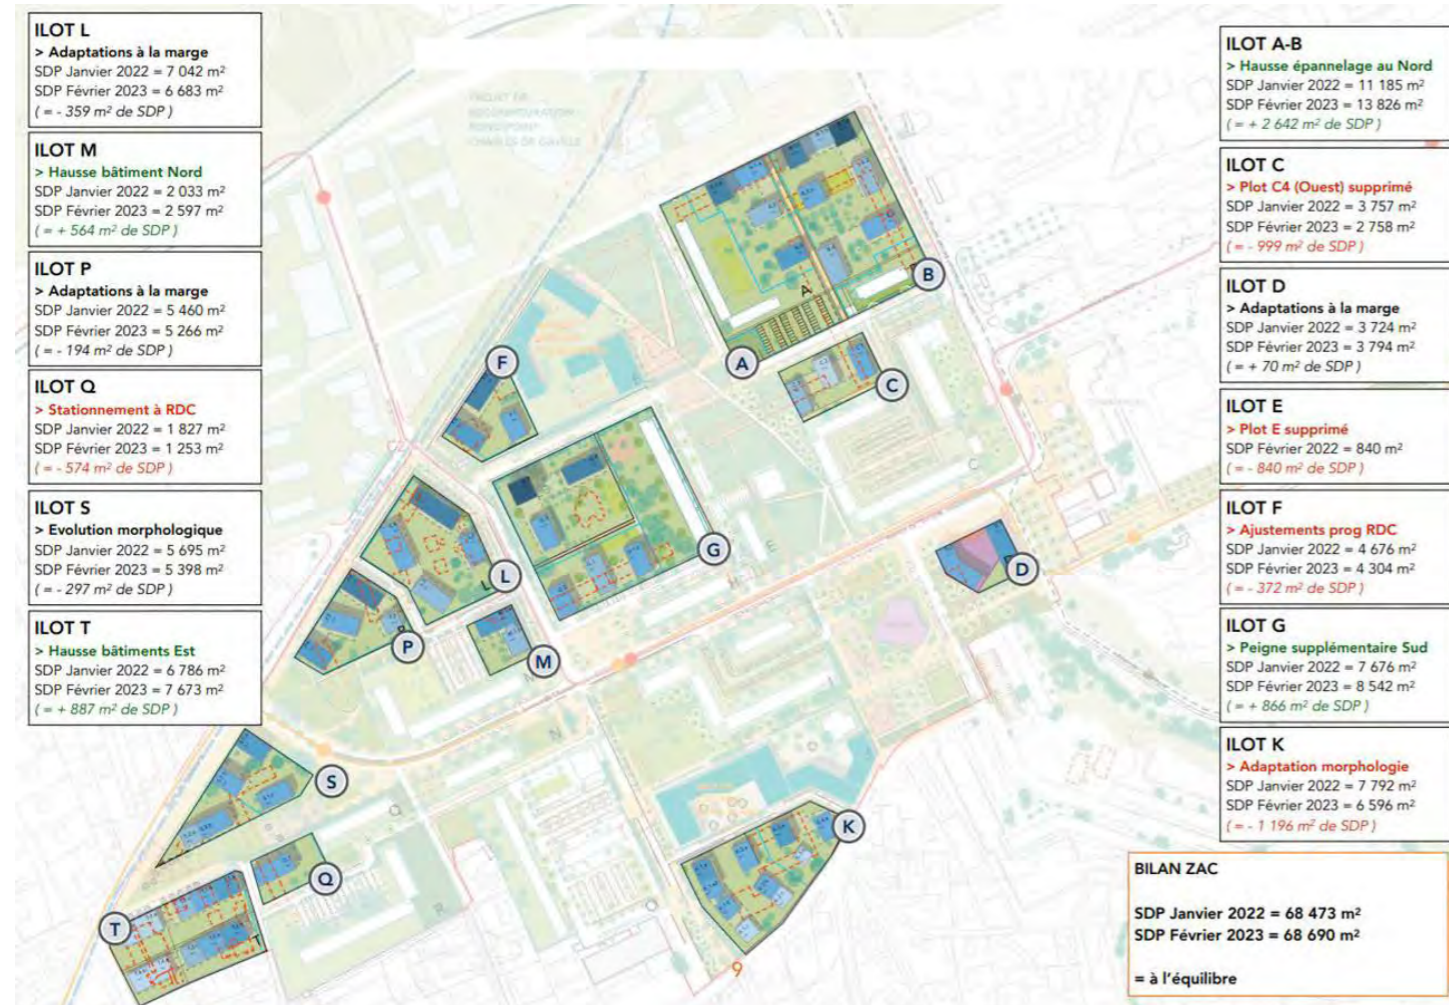 ILOT L
> Adaptations à la marge
SDP Janvier 2022 = 7 042 m²
SDP Février 2023 = 6 683 m²
( = - 359 m² de SDP )
ILOT M
> Hausse bâtiment Nord
SDP Janvier 2022 = 2 033 m²
SDP Février 2023 = 2 597 m²
( = + 564 m² de SDP )
ILOT P
> Adaptations à la marge
SDP Janvier 2022 = 5 460 m²
SDP Février 2023 = 5 266 m²
( = - 194 m² de SDP )
ILOT Q
> Stationnement à RDC
SDP Janvier 2022 = 1 827 m²
SDP Février 2023 = 1 253 m²
( = - 574 m² de SDP )
ILOT S
> Evolution morphologique
SDP Janvier 2022 = 5 695 m²
SDP Février 2023 = 5 398 m²
( = - 297 m² de SDP )
ILOT T
> Hausse bâtiments Est
SDP Janvier 2022 = 6 786 m²
SDP Février 2023 = 7 673 m²
( = + 887 m² de SDP )
PROJET DE
RECONFIGURATION
ROND POINT
CHARLES DE GAULLE
A
B
A
C
F
G
E
C
D
L
L
P
M
M
N
S
Q
Q
R
T
T
K
O
9
ILOT A-B
> Hausse épannelage au Nord
SDP Janvier 2022 = 11 185 m²
SDP Février 2023 = 13 826 m²
( = + 2 642 m² de SDP )
ILOT C
> Plot C4 (Ouest) supprimé
SDP Janvier 2022 = 3 757 m²
SDP Février 2023 = 2 758 m²
( = - 999 m² de SDP )
ILOT D
> Adaptations à la marge
SDP Janvier 2022 = 3 724 m²
SDP Février 2023 = 3 794 m²
( = + 70 m² de SDP )
ILOT E
> Plot E supprimé
SDP Février 2022 = 840 m²
( = - 840 m² de SDP )
ILOT F
> Ajustements prog RDC
SDP Janvier 2022 = 4 676 m²
SDP Février 2023 = 4 304 m²
( = - 372 m² de SDP )
ILOT G
> Peigne supplémentaire Sud
SDP Janvier 2022 = 7 676 m²
SDP Février 2023 = 8 542 m²
( = + 866 m² de SDP )
ILOT K
> Adaptation morphologie
SDP Janvier 2022 = 7 792 m²
SDP Février 2023 = 6 596 m²
( = - 1 196 m² de SDP )
BILAN ZAC
SDP Janvier 2022 = 68 473 m²
SDP Février 2023 = 68 690 m²
= à l'équilibre